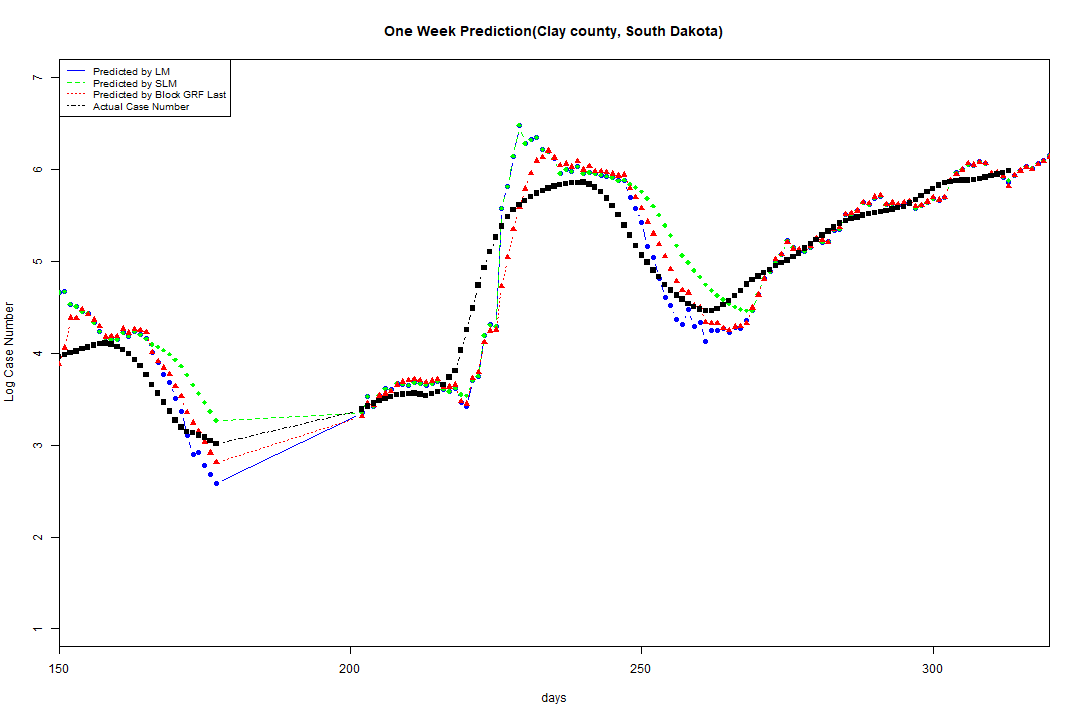 One Week Prediction(Clay county, South Dakota)
Predicted by LM
Predicted by SLM
Predicted by Block GRF Last
Actual Case Number
7
6
5
4
3
2
1
Log Case Number
150
200
250
300
days